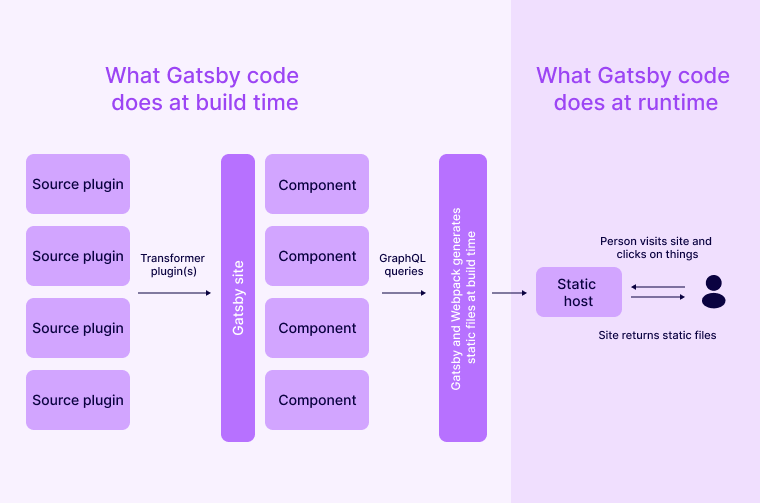 What Gatsby code
does at build time
What Gatsby code
does at runtime
Source plugin
Source plugin
Source plugin
Source plugin
Transformer
plugin(s)
Gatsby site
Component
Component
Component
Component
GraphQL
queries
Gatsby and Webpack generates
static files at build time
Static
host
Person visits site and
clicks on things
Site returns static files